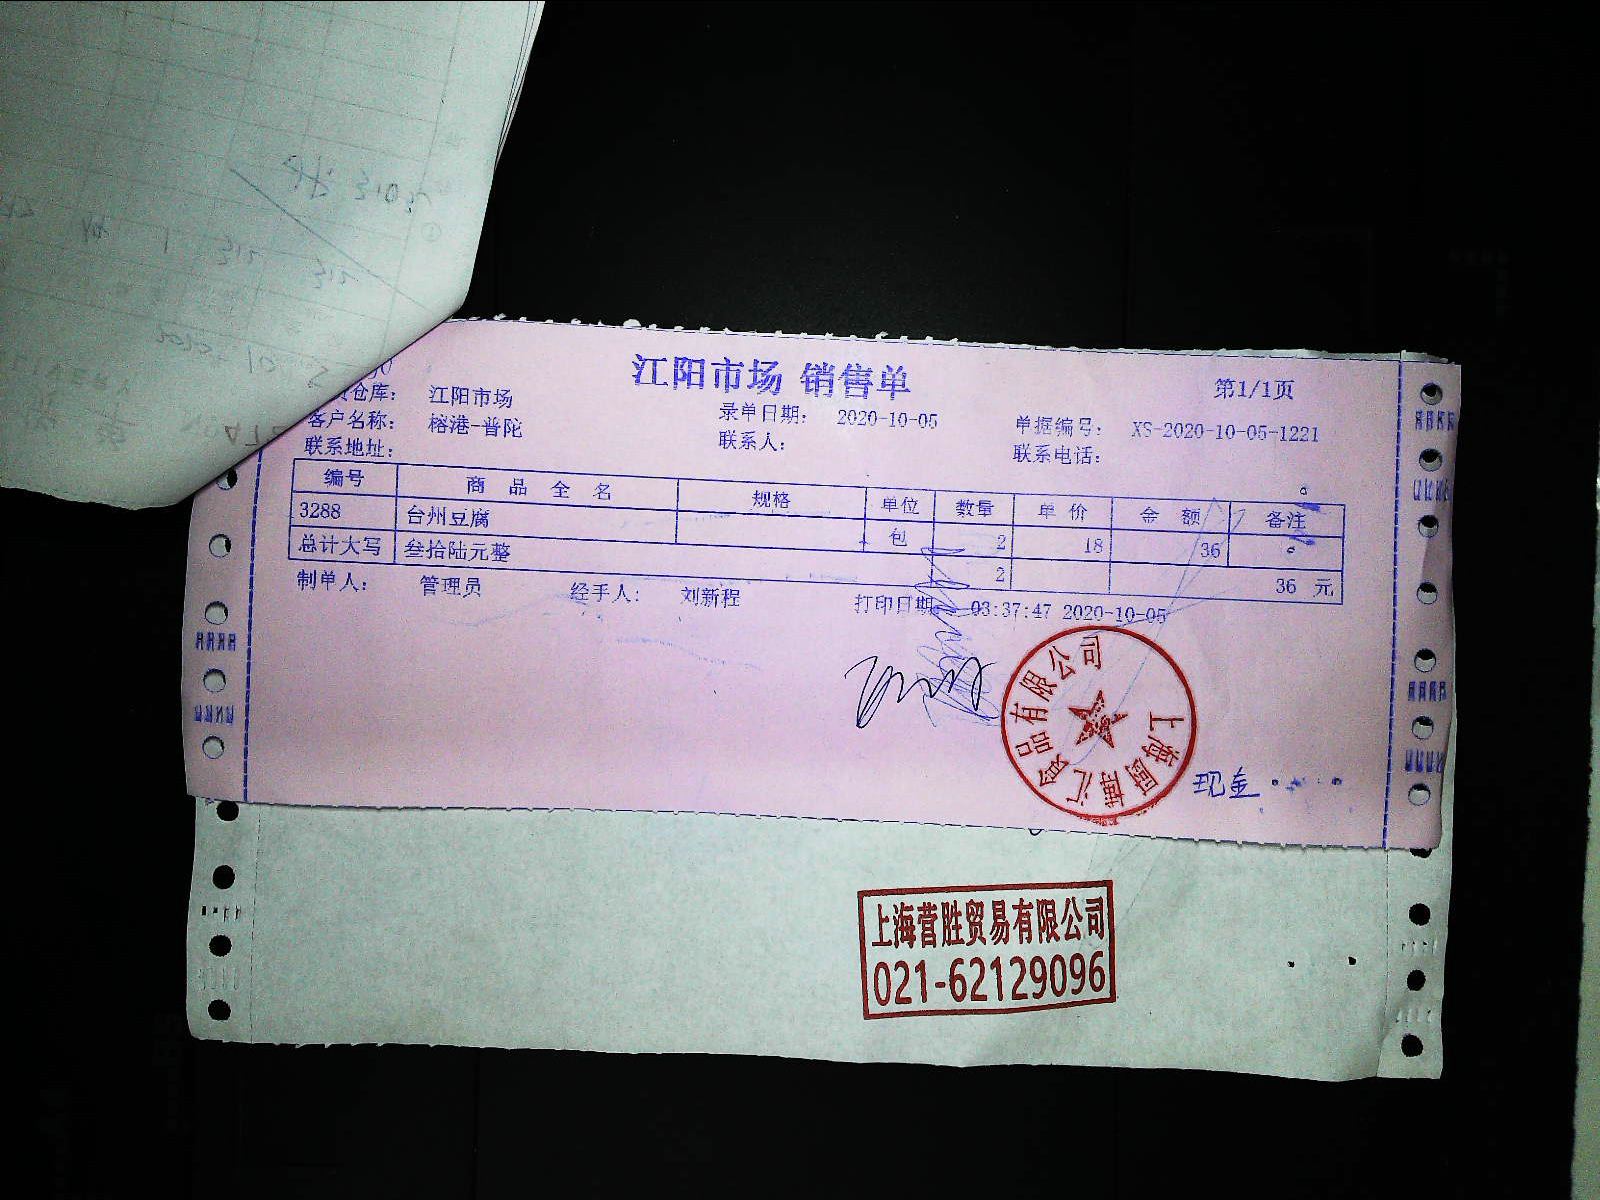 江阳市场 销售单
第1/1页
仓库： 江阳市场
录单日期： 2020-10-05
单据编号： XS-2020-10-05-1221
客户名称： 榕港-普陀
联系人：
联系电话：
联系地址：
编号 商品全名 规格 单位 数量 单价 金额 备注
3288 台州豆腐 包 2 18 36
总计大写 叁拾陆元整 2 36 元
制单人： 管理员 经手人： 刘新程 打印日期 03:37:47 2020-10-05
现金
上海营胜贸易有限公司
021-62129096